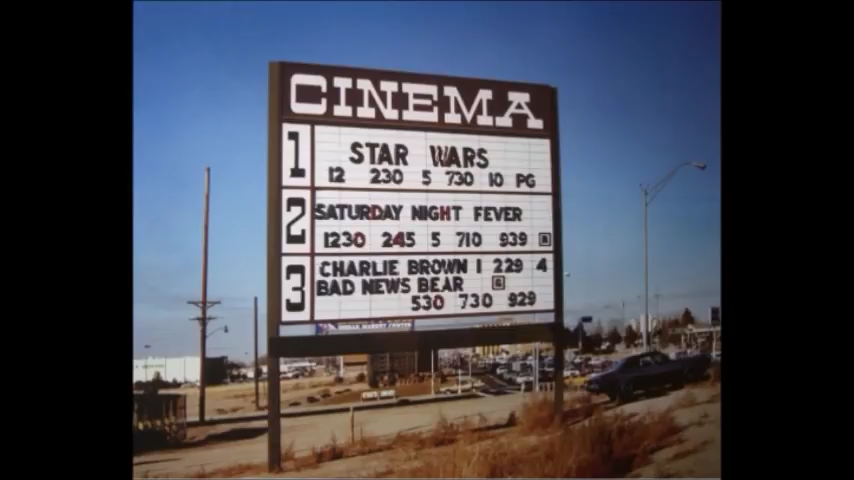 CINEMA
1
STAR WARS
12 230 5 730 10 PG
2
SATURDAY NIGHT FEVER
1230 245 5 710 939 R
3
CHARLIE BROWN 1 229 4
BAD NEWS BEAR G
530 730 929